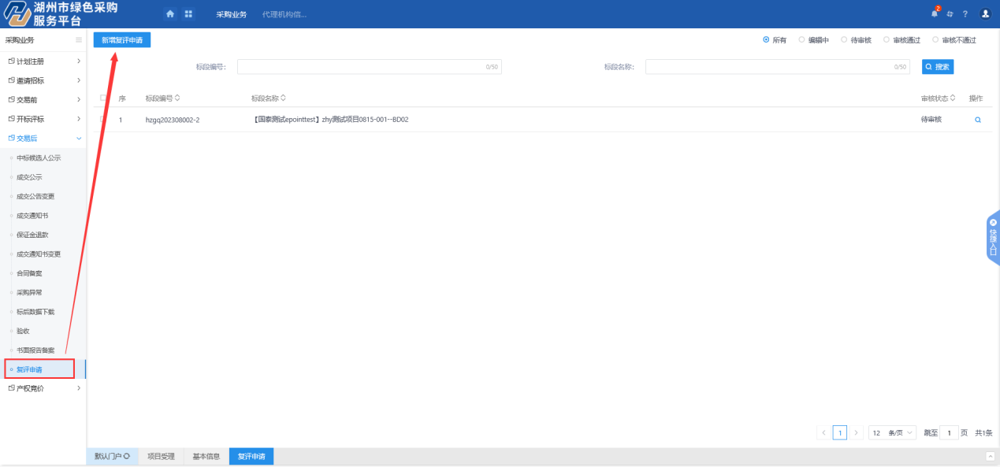 湖州市绿色采购
服务平台
采购业务
代理机构信...
2
?
采购业务
计划注册
邀请招标
交易前
开标评标
交易后
中标候选人公示
成交公示
成交公告变更
成交通知书
保证金退款
成交通知书变更
合同备案
采购异常
标后数据下载
验收
书面报告备案
复评申请
产权竞价
新增复评申请
所有 编辑中 待审核 审核通过 审核不通过
标段编号: 0/50 标段名称: 0/50 搜索
序 标段编号 标段名称 审核状态 操作
1 hzgq202308002-2 【国泰测试epointtest】zhy测试项目0815-001--BD02 待审核
快捷入口
1 12 条/页 跳至 1 页 共1条
默认门户 项目受理 基本信息 复评申请